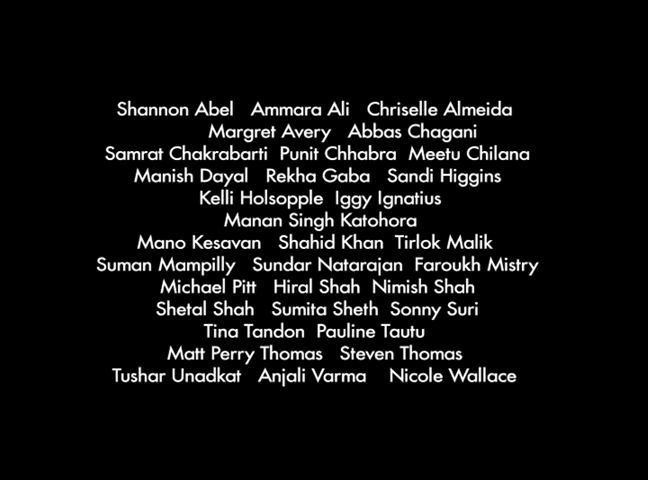 Shannon Abel Ammara Ali Chriselle Almeida
Margret Avery Abbas Chagani
Samrat Chakrabarti Punit Chhabra Meetu Chilana
Manish Dayal Rekha Gaba Sandi Higgins
Kelli Holsopple Iggy Ignatius
Manan Singh Katohora
Mano Kesavan Shahid Khan Tirlok Malik
Suman Mampilly Sundar Natarajan Faroukh Mistry
Michael Pitt Hiral Shah Nimish Shah
Shetal Shah Sumita Sheth Sonny Suri
Tina Tandon Pauline Tautu
Matt Perry Thomas Steven Thomas
Tushar Unadkat Anjali Varma Nicole Wallace